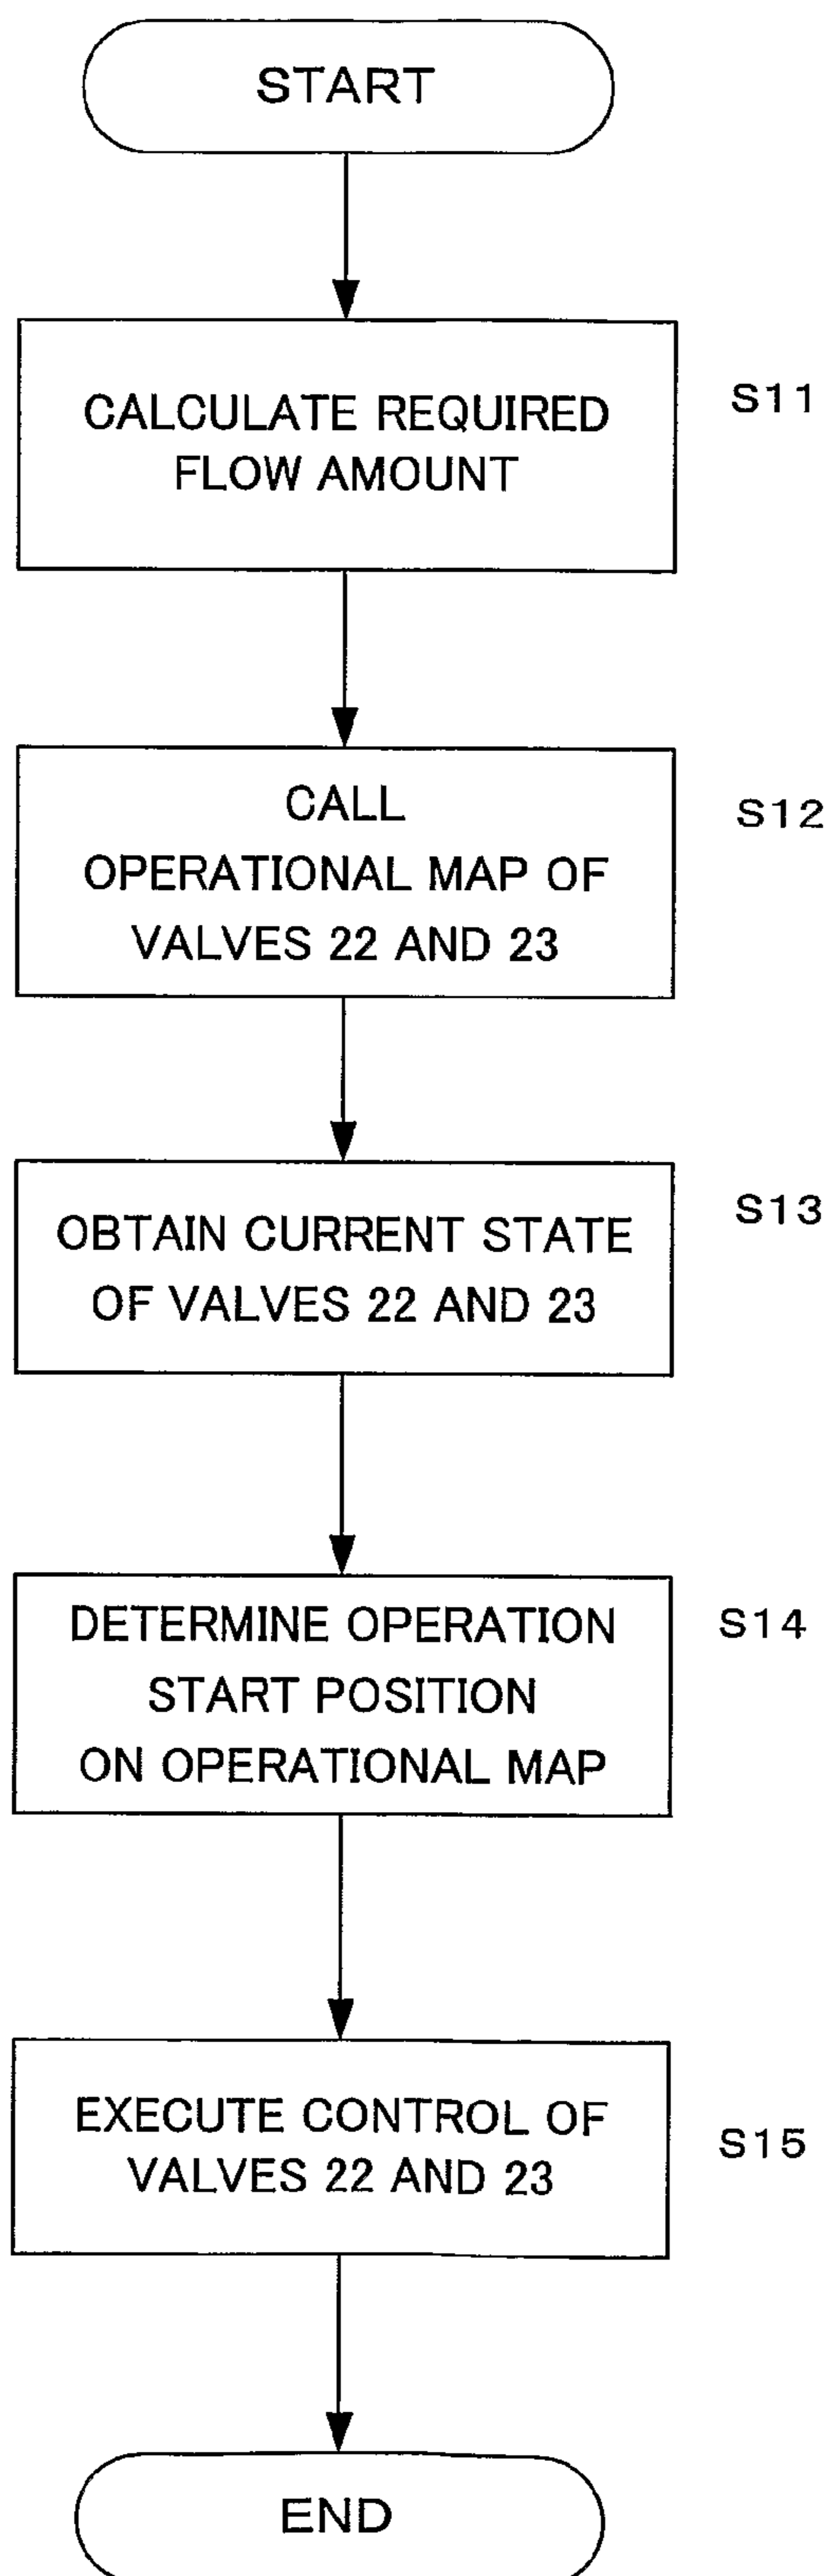 START
CALCULATE REQUIRED
FLOW AMOUNT
S11
CALL
OPERATIONAL MAP OF
VALVES 22 AND 23
S12
OBTAIN CURRENT STATE
OF VALVES 22 AND 23
S13
DETERMINE OPERATION
START POSITION
ON OPERATIONAL MAP
S14
EXECUTE CONTROL OF
VALVES 22 AND 23
S15
END